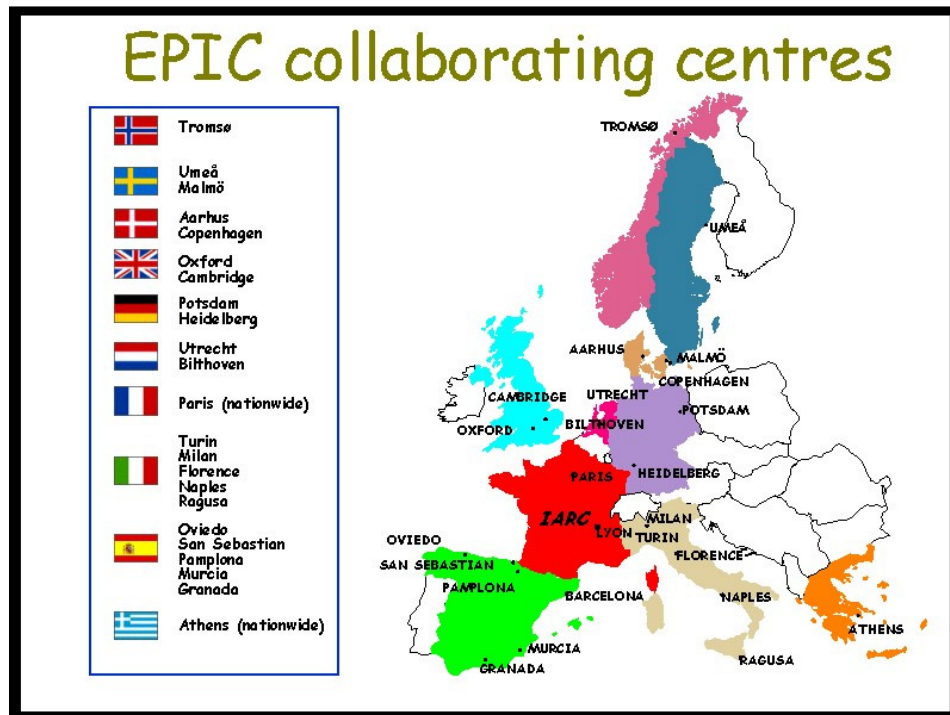 EPIC collaborating centres
Tromsø
Umeå
Malmö
Aarhus
Copenhagen
Oxford
Cambridge
Potsdam
Heidelberg
Utrecht
Bilthoven
Paris (nationwide)
Turin
Milan
Florence
Naples
Ragusa
Oviedo
San Sebastian
Pamplona
Murcia
Granada
Athens (nationwide)
TROMSØ
UMEÅ
AARHUS
MALMÖ
COPENHAGEN
CAMBRIDGE
UTRECHT
POTSDAM
OXFORD
BILTHOVEN
PARIS
HEIDELBERG
IARC
LYON
MILAN
TURIN
OVIEDO
FLORENCE
SAN SEBASTIAN
PAMPLONA
BARCELONA
NAPLES
ATHENS
MURCIA
GRANADA
RAGUSA